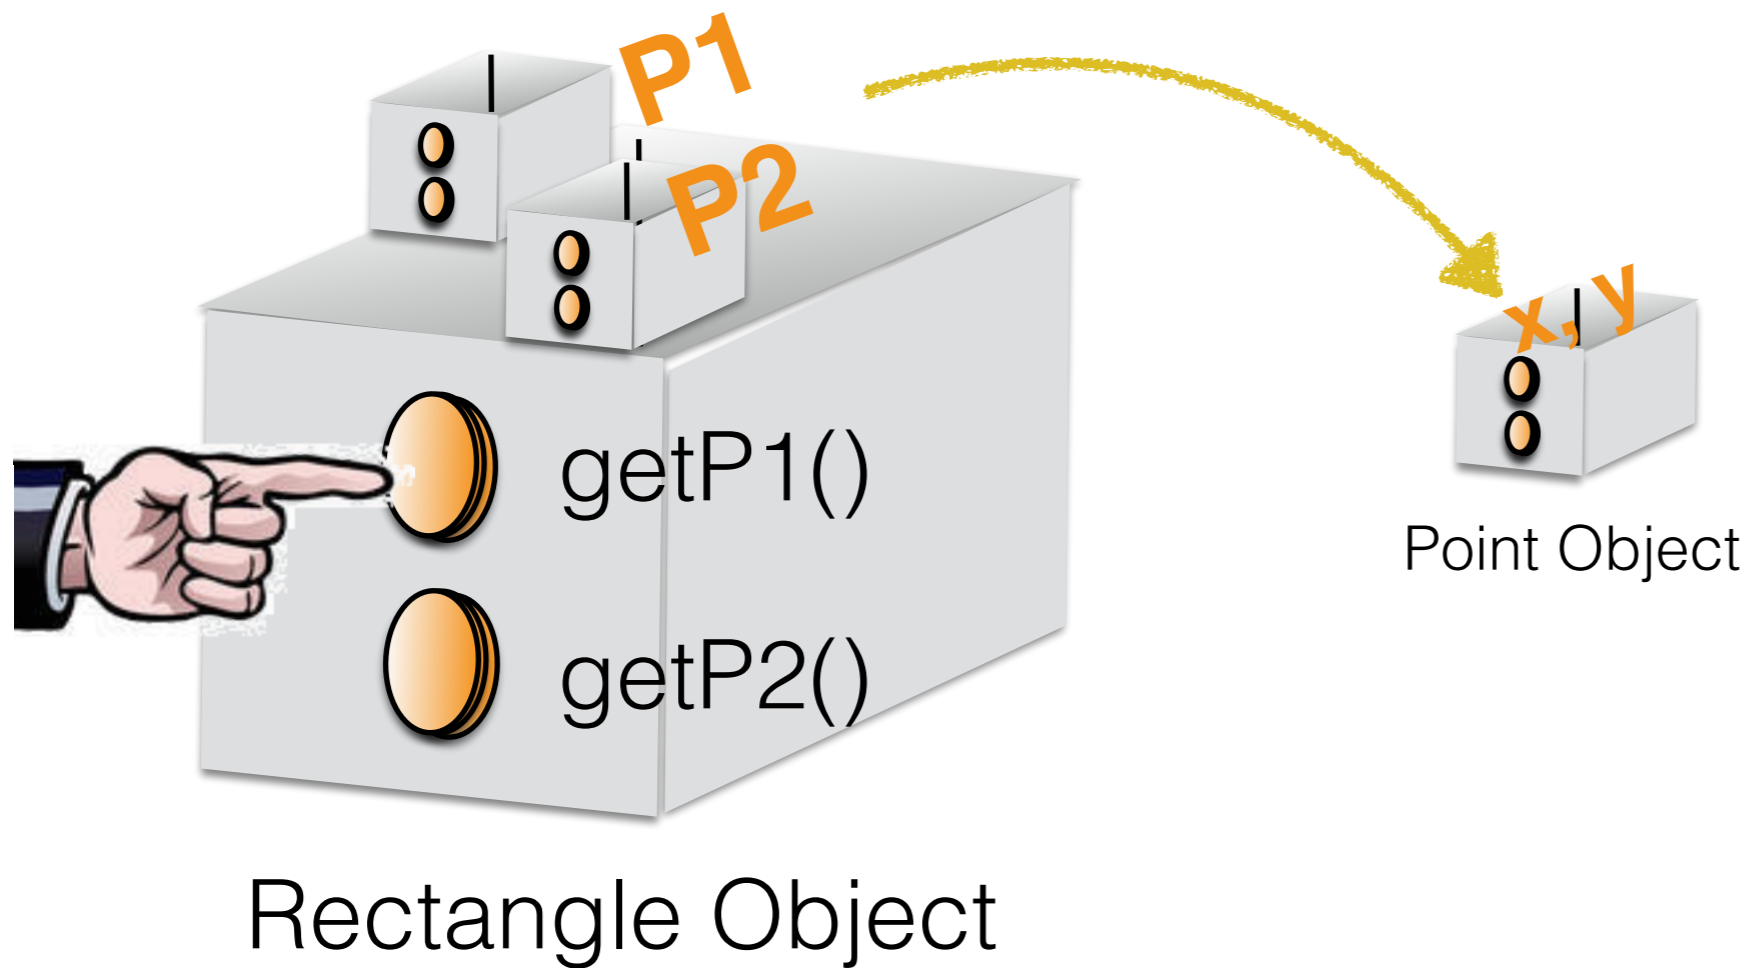 P1
P2
x, y
getP1()
Point Object
getP2()
Rectangle Object